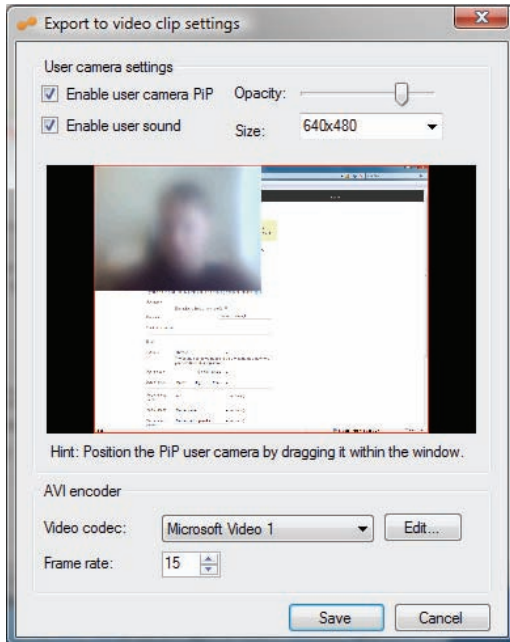 Export to video clip settings
User camera settings
Enable user camera PiP
Opacity:
Enable user sound
Size:
640x480
Hint: Position the PiP user camera by dragging it within the window.
AVI encoder
Video codec:
Microsoft Video 1
Edit...
Frame rate:
15
Save
Cancel